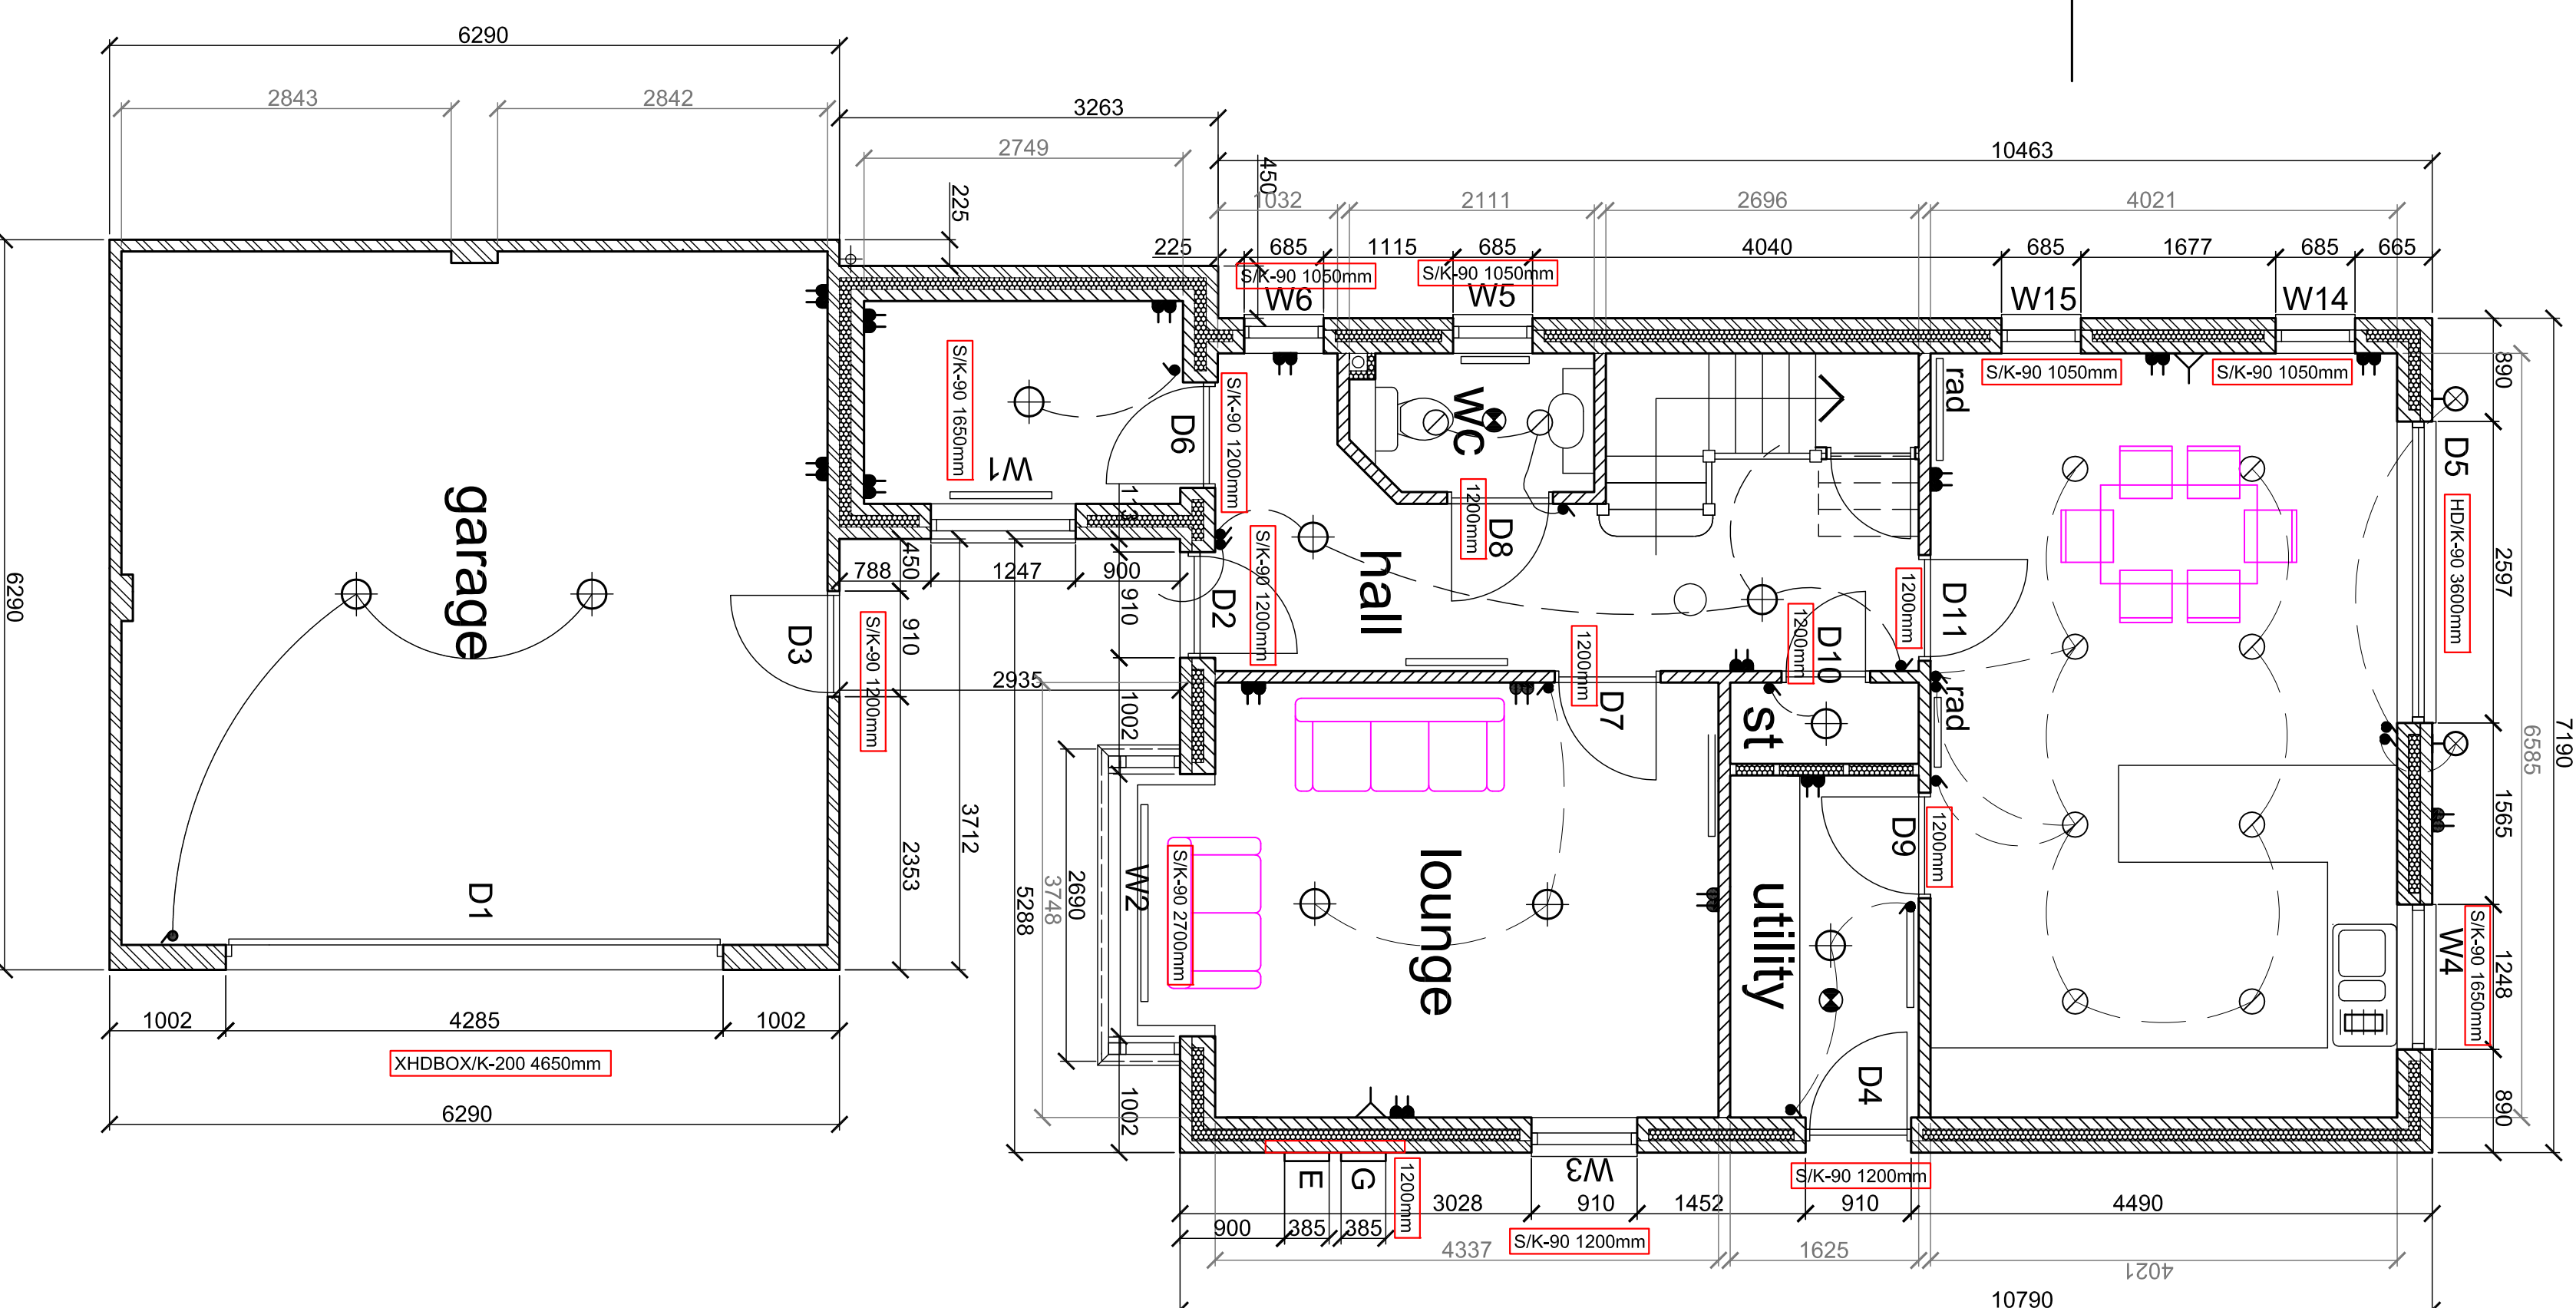 6290
2843
2842
3263
2749
225
450
10463
1032
2111
2696
4021
225
685
1115
685
4040
685
1677
685
665
S/K-90 1050mm
S/K-90 1050mm
W6
W5
W15
W14
S/K-90 1050mm
S/K-90 1050mm
rad
890
S/K-90 1650mm
W1
D6
S/K-90 1200mm
113
wc
1200mm
D8
D5
HD/K-90 3600mm
2597
7190
6585
garage
6290
D3
S/K-90 1200mm
450
910
788
1247
900
910
D2
S/K-90 1200mm
hall
1200mm
D10
1200mm
D11
1200mm
D7
2935
1002
st
rad
1565
3712
2353
5288
3748
2690
W2
S/K-90 2700mm
lounge
utility
D9
1200mm
D1
W4
S/K-90 1650mm
1248
D4
890
1002
4285
1002
XHDBOX/K-200 4650mm
6290
1002
E
G
1200mm
W3
S/K-90 1200mm
3028
910
1452
910
4490
900
385
385
S/K-90 1200mm
4337
1625
4021
10790